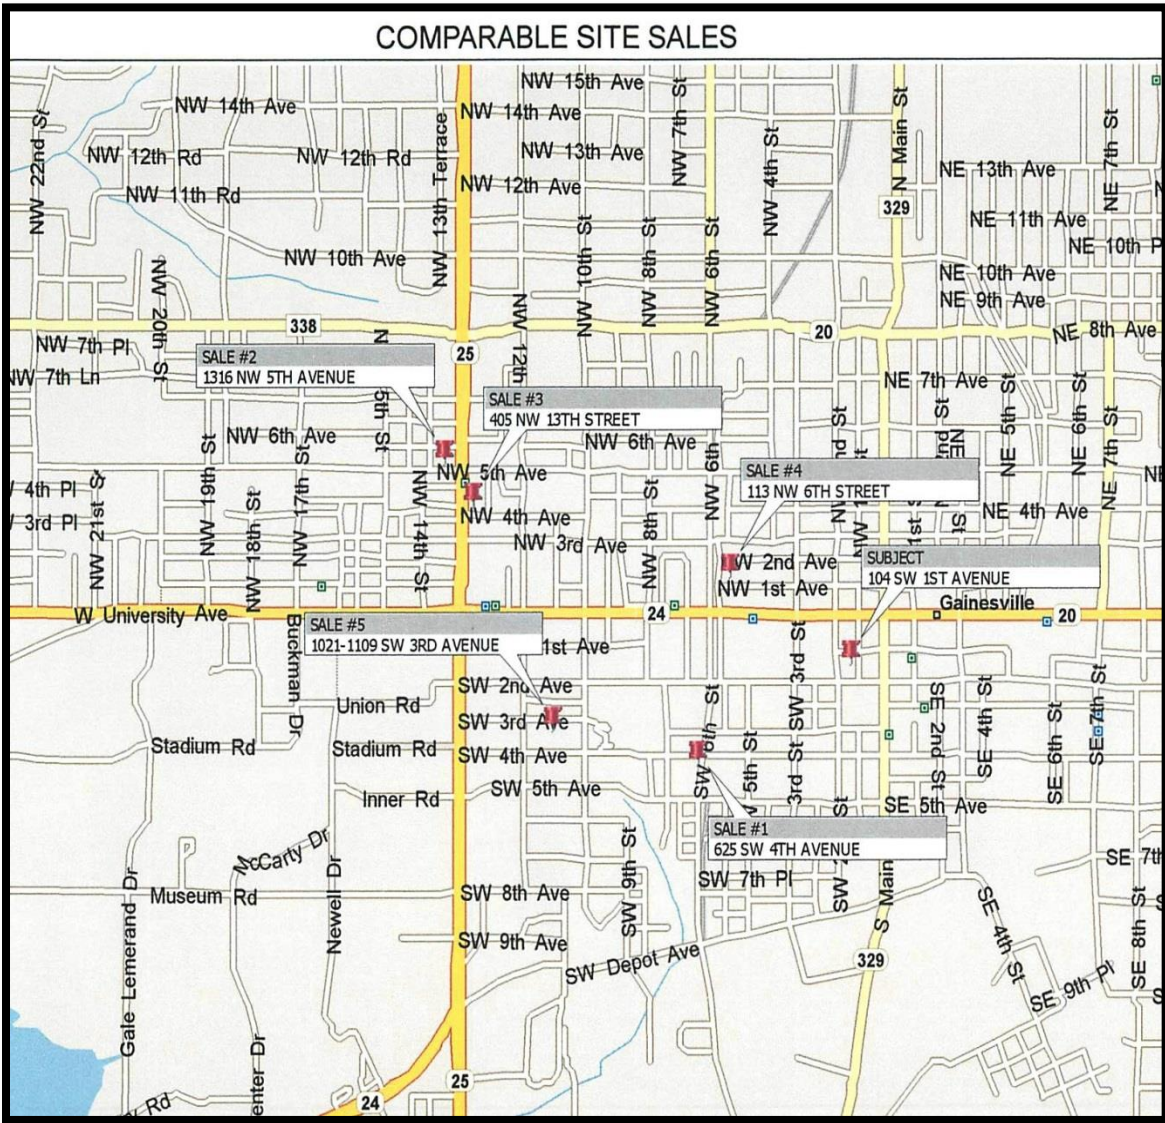 COMPARABLE SITE SALES
NW 15th Ave
NW 14th Ave
NW 14th Ave
NW 22nd St
NW 13th Terrace
NW 7th St
N Main St
NE 7th St
NW 12th Rd
NW 12th Rd
NW 13th Ave
NW 4th St
NE 13th Ave
NW 11th Rd
NW 12th Ave
329
NE 11th Ave
NW 10th Ave
NW 10th St
NW 8th St
NW 6th St
NE 10th P
NE 10th Ave
NE 9th Ave
NW 20th St
NW 12th
338
20
NE 8th Ave
NW 7th Pl
25
SALE #2
1316 NW 5TH AVENUE
NW 7th Ln
NE 7th Ave
SALE #3
405 NW 13TH STREET
5th St
NW 6th Ave
NW 6th Ave
NW 19th St
NW 17th St
NE 5th St
NE 6th St
NE 7th St
NW 5th Ave
NW 6th
SALE #4
113 NW 6TH STREET
4th Pl
3rd Pl
NW 21st St
NW 18th St
NW 14th St
NW 4th Ave
NW 8th St
1st S
NE 4th Ave
NW 3rd Ave
SUBJECT
104 SW 1ST AVENUE
W 2nd Ave
NW 1st Ave
Gainesville
W University Ave
24
20
SALE #5
1021-1109 SW 3RD AVENUE
Buckman Dr
1st Ave
SW 3rd St
SW 2nd Ave
Union Rd
SW 3rd Ave
SW 6th St
SE 2nd St
SE 4th St
SE 7th St
Stadium Rd
Stadium Rd
SW 4th Ave
5th St
3rd St
SE 6th St
Inner Rd
SW 5th Ave
SE 5th Ave
SALE #1
625 SW 4TH AVENUE
McCarty Dr
SW 9th St
SE 7th
Museum Rd
SW 8th Ave
SW 7th Pl
S Main
Gale Lemerand Dr
Newell Dr
SW 9th Ave
SE 4th St
SE 8th St
SW Depot Ave
329
SE 9th Pl
enter Dr
25
24
Rd